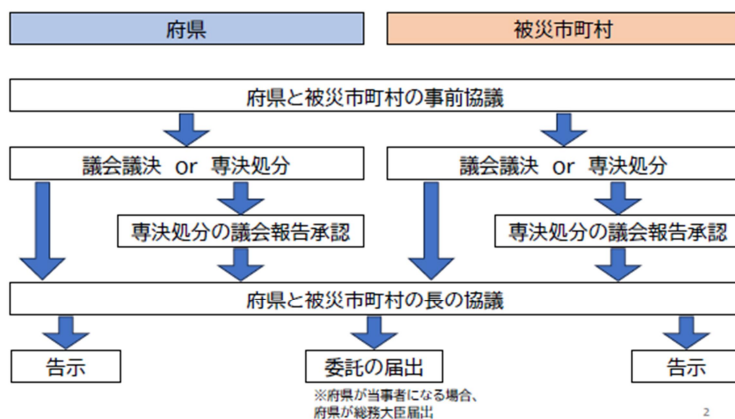 府県
被災市町村
府県と被災市町村の事前協議
議会議決 or 専決処分
議会議決 or 専決処分
専決処分の議会報告承認
専決処分の議会報告承認
府県と被災市町村の長の協議
告示
委託の届出
告示
※府県が当事者になる場合、
府県が総務大臣届出
2